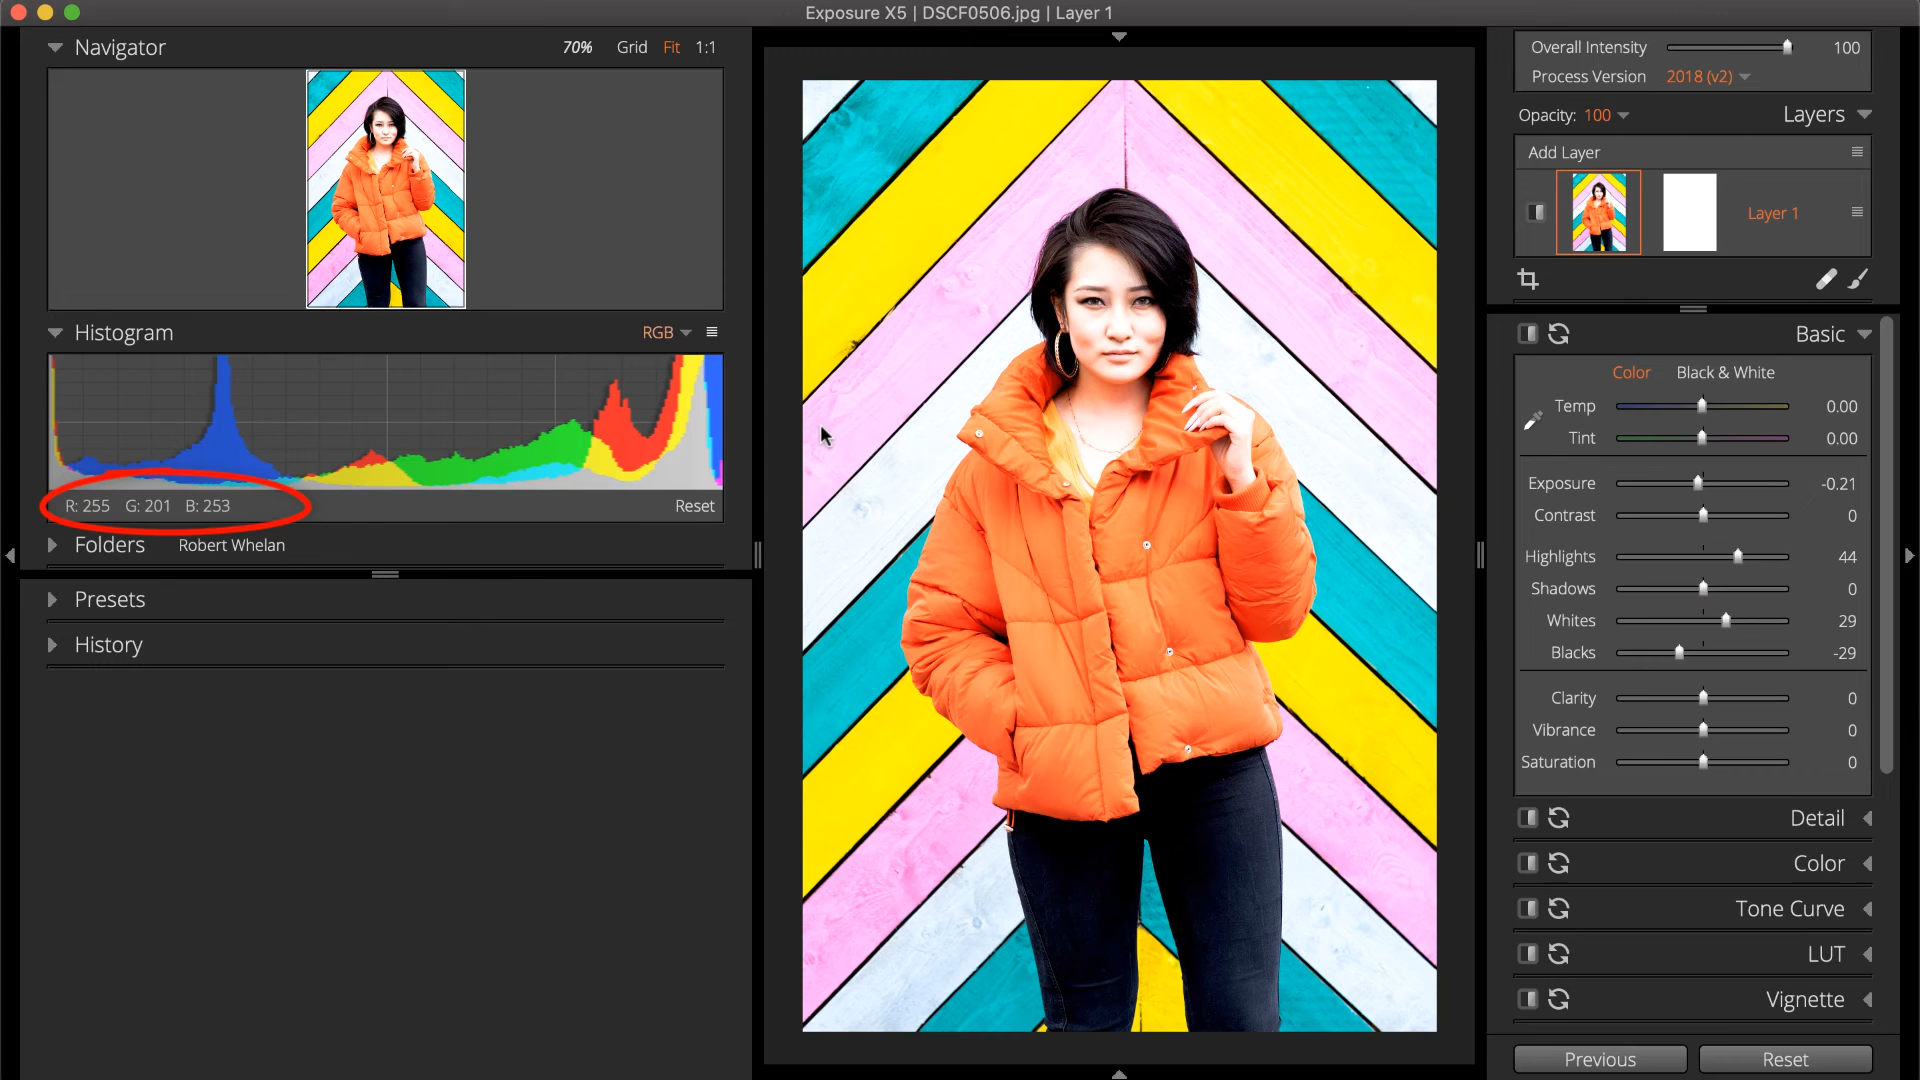 Exposure X5 | DSCF0506.jpg | Layer 1
Navigator 70% Grid Fit 1:1
Histogram RGB
R: 255 G: 201 B: 253 Reset
Folders Robert Whelan
Presets
History
Overall Intensity 100
Process Version 2018 (v2)
Opacity: 100 Layers
Add Layer
Layer 1
Basic
Color Black & White
Temp 0.00
Tint 0.00
Exposure -0.21
Contrast 0
Highlights 44
Shadows 0
Whites 29
Blacks -29
Clarity 0
Vibrance 0
Saturation 0
Detail
Color
Tone Curve
LUT
Vignette
Previous Reset